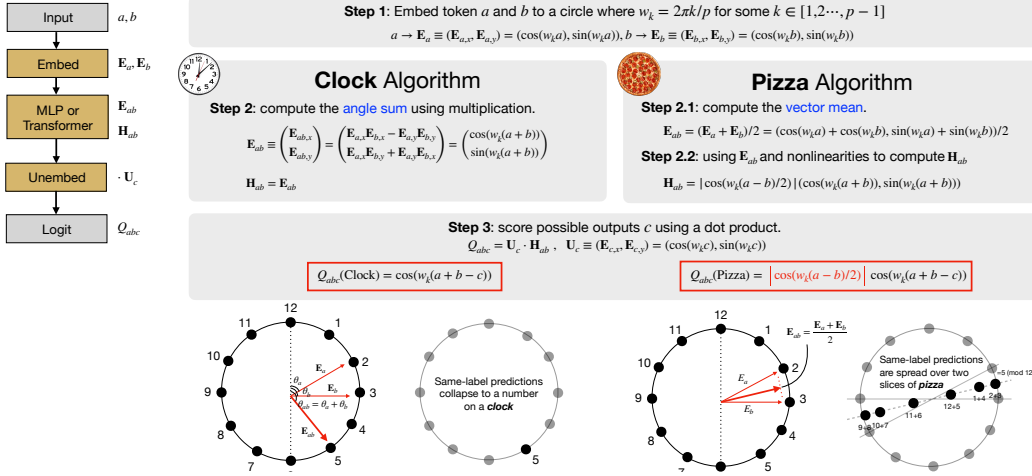 Input
a, b
Embed
E_a, E_b
MLP or
Transformer
E_ab
H_ab
Unembed
· U_c
Logit
Q_abc
Step 1: Embed token a and b to a circle where w_k = 2πk/p for some k ∈ [1,2⋯, p − 1]
a → E_a ≡ (E_a,x, E_a,y) = (cos(w_k a), sin(w_k a)), b → E_b ≡ (E_b,x, E_b,y) = (cos(w_k b), sin(w_k b))
Clock Algorithm
Step 2: compute the angle sum using multiplication.
E_ab ≡ (E_ab,x; E_ab,y) = (E_a,x E_b,x − E_a,y E_b,y; E_a,x E_b,y + E_a,y E_b,x) = (cos(w_k(a + b)); sin(w_k(a + b)))
H_ab = E_ab
Pizza Algorithm
Step 2.1: compute the vector mean.
E_ab = (E_a + E_b)/2 = (cos(w_k a) + cos(w_k b), sin(w_k a) + sin(w_k b))/2
Step 2.2: using E_ab and nonlinearities to compute H_ab
H_ab = |cos(w_k(a − b)/2)|(cos(w_k(a + b)), sin(w_k(a + b)))
Step 3: score possible outputs c using a dot product.
Q_abc = U_c · H_ab , U_c ≡ (E_c,x, E_c,y) = (cos(w_k c), sin(w_k c))
Q_abc(Clock) = cos(w_k(a + b − c))
Q_abc(Pizza) = |cos(w_k(a − b)/2)| cos(w_k(a + b − c))
12
11
1
10
2
9
3
8
4
7
5
θ_a
θ_b
θ_ab = θ_a + θ_b
E_a
E_b
E_ab
Same-label predictions
collapse to a number
on a clock
5
12
11
1
10
2
9
3
8
4
7
5
E_a
E_b
E_ab = (E_a + E_b)/2
Same-label predictions
are spread over two
slices of pizza
=5 (mod 12
1+4
2+3
12+5
11+6
10+7
9+8